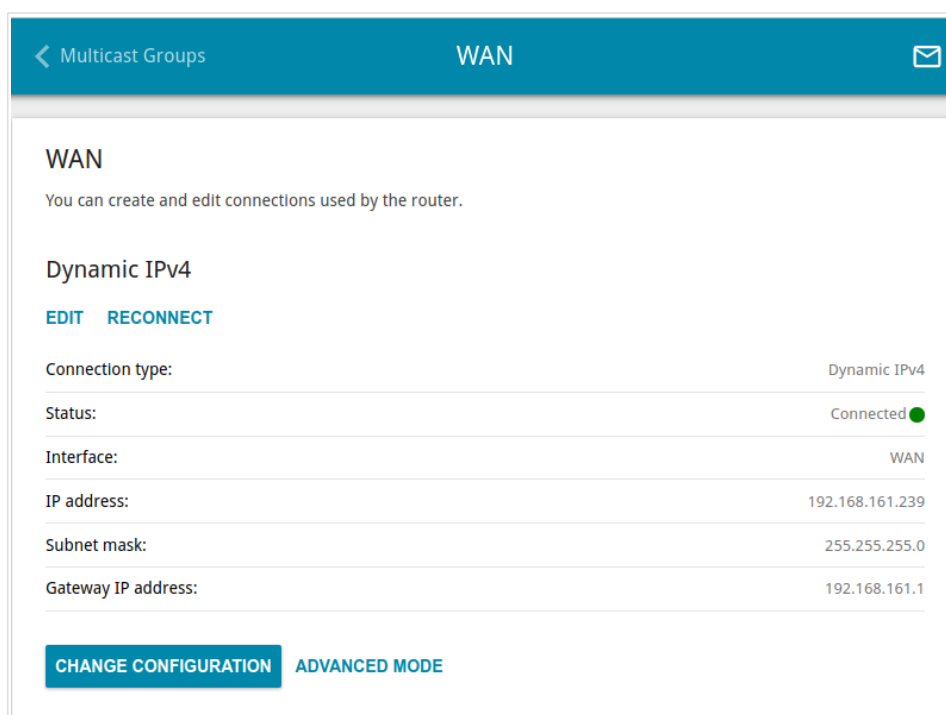 Multicast Groups WAN
WAN
You can create and edit connections used by the router.
Dynamic IPv4
EDIT RECONNECT
Connection type: Dynamic IPv4
Status: Connected
Interface: WAN
IP address: 192.168.161.239
Subnet mask: 255.255.255.0
Gateway IP address: 192.168.161.1
CHANGE CONFIGURATION ADVANCED MODE